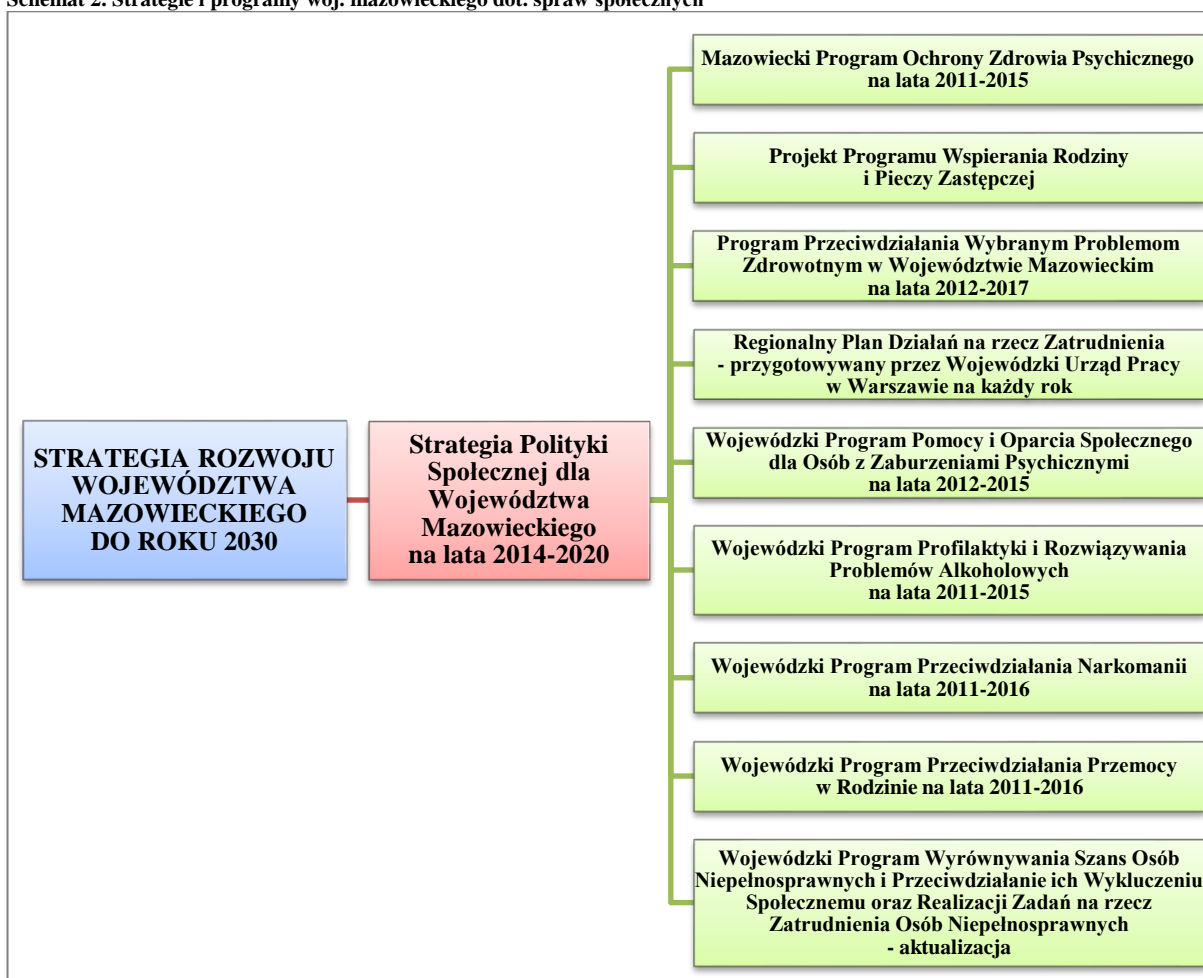 Schemat 2. Strategie i programy woj. mazowieckiego dot. spraw społecznych
STRATEGIA ROZWOJU
WOJEWÓDZTWA
MAZOWIECKIEGO
DO ROKU 2030
Strategia Polityki
Społecznej dla
Województwa
Mazowieckiego
na lata 2014-2020
Mazowiecki Program Ochrony Zdrowia Psychicznego
na lata 2011-2015
Projekt Programu Wspierania Rodziny
i Pieczy Zastępczej
Program Przeciwdziałania Wybranym Problemom
Zdrowotnym w Województwie Mazowieckim
na lata 2012-2017
Regionalny Plan Działań na rzecz Zatrudnienia
- przygotowywany przez Wojewódzki Urząd Pracy
w Warszawie na każdy rok
Wojewódzki Program Pomocy i Oparcia Społecznego
dla Osób z Zaburzeniami Psychicznymi
na lata 2012-2015
Wojewódzki Program Profilaktyki i Rozwiązywania
Problemów Alkoholowych
na lata 2011-2015
Wojewódzki Program Przeciwdziałania Narkomanii
na lata 2011-2016
Wojewódzki Program Przeciwdziałania Przemocy
w Rodzinie na lata 2011-2016
Wojewódzki Program Wyrównywania Szans Osób
Niepełnosprawnych i Przeciwdziałanie ich Wykluczeniu
Społecznemu oraz Realizacji Zadań na rzecz
Zatrudnienia Osób Niepełnosprawnych
- aktualizacja